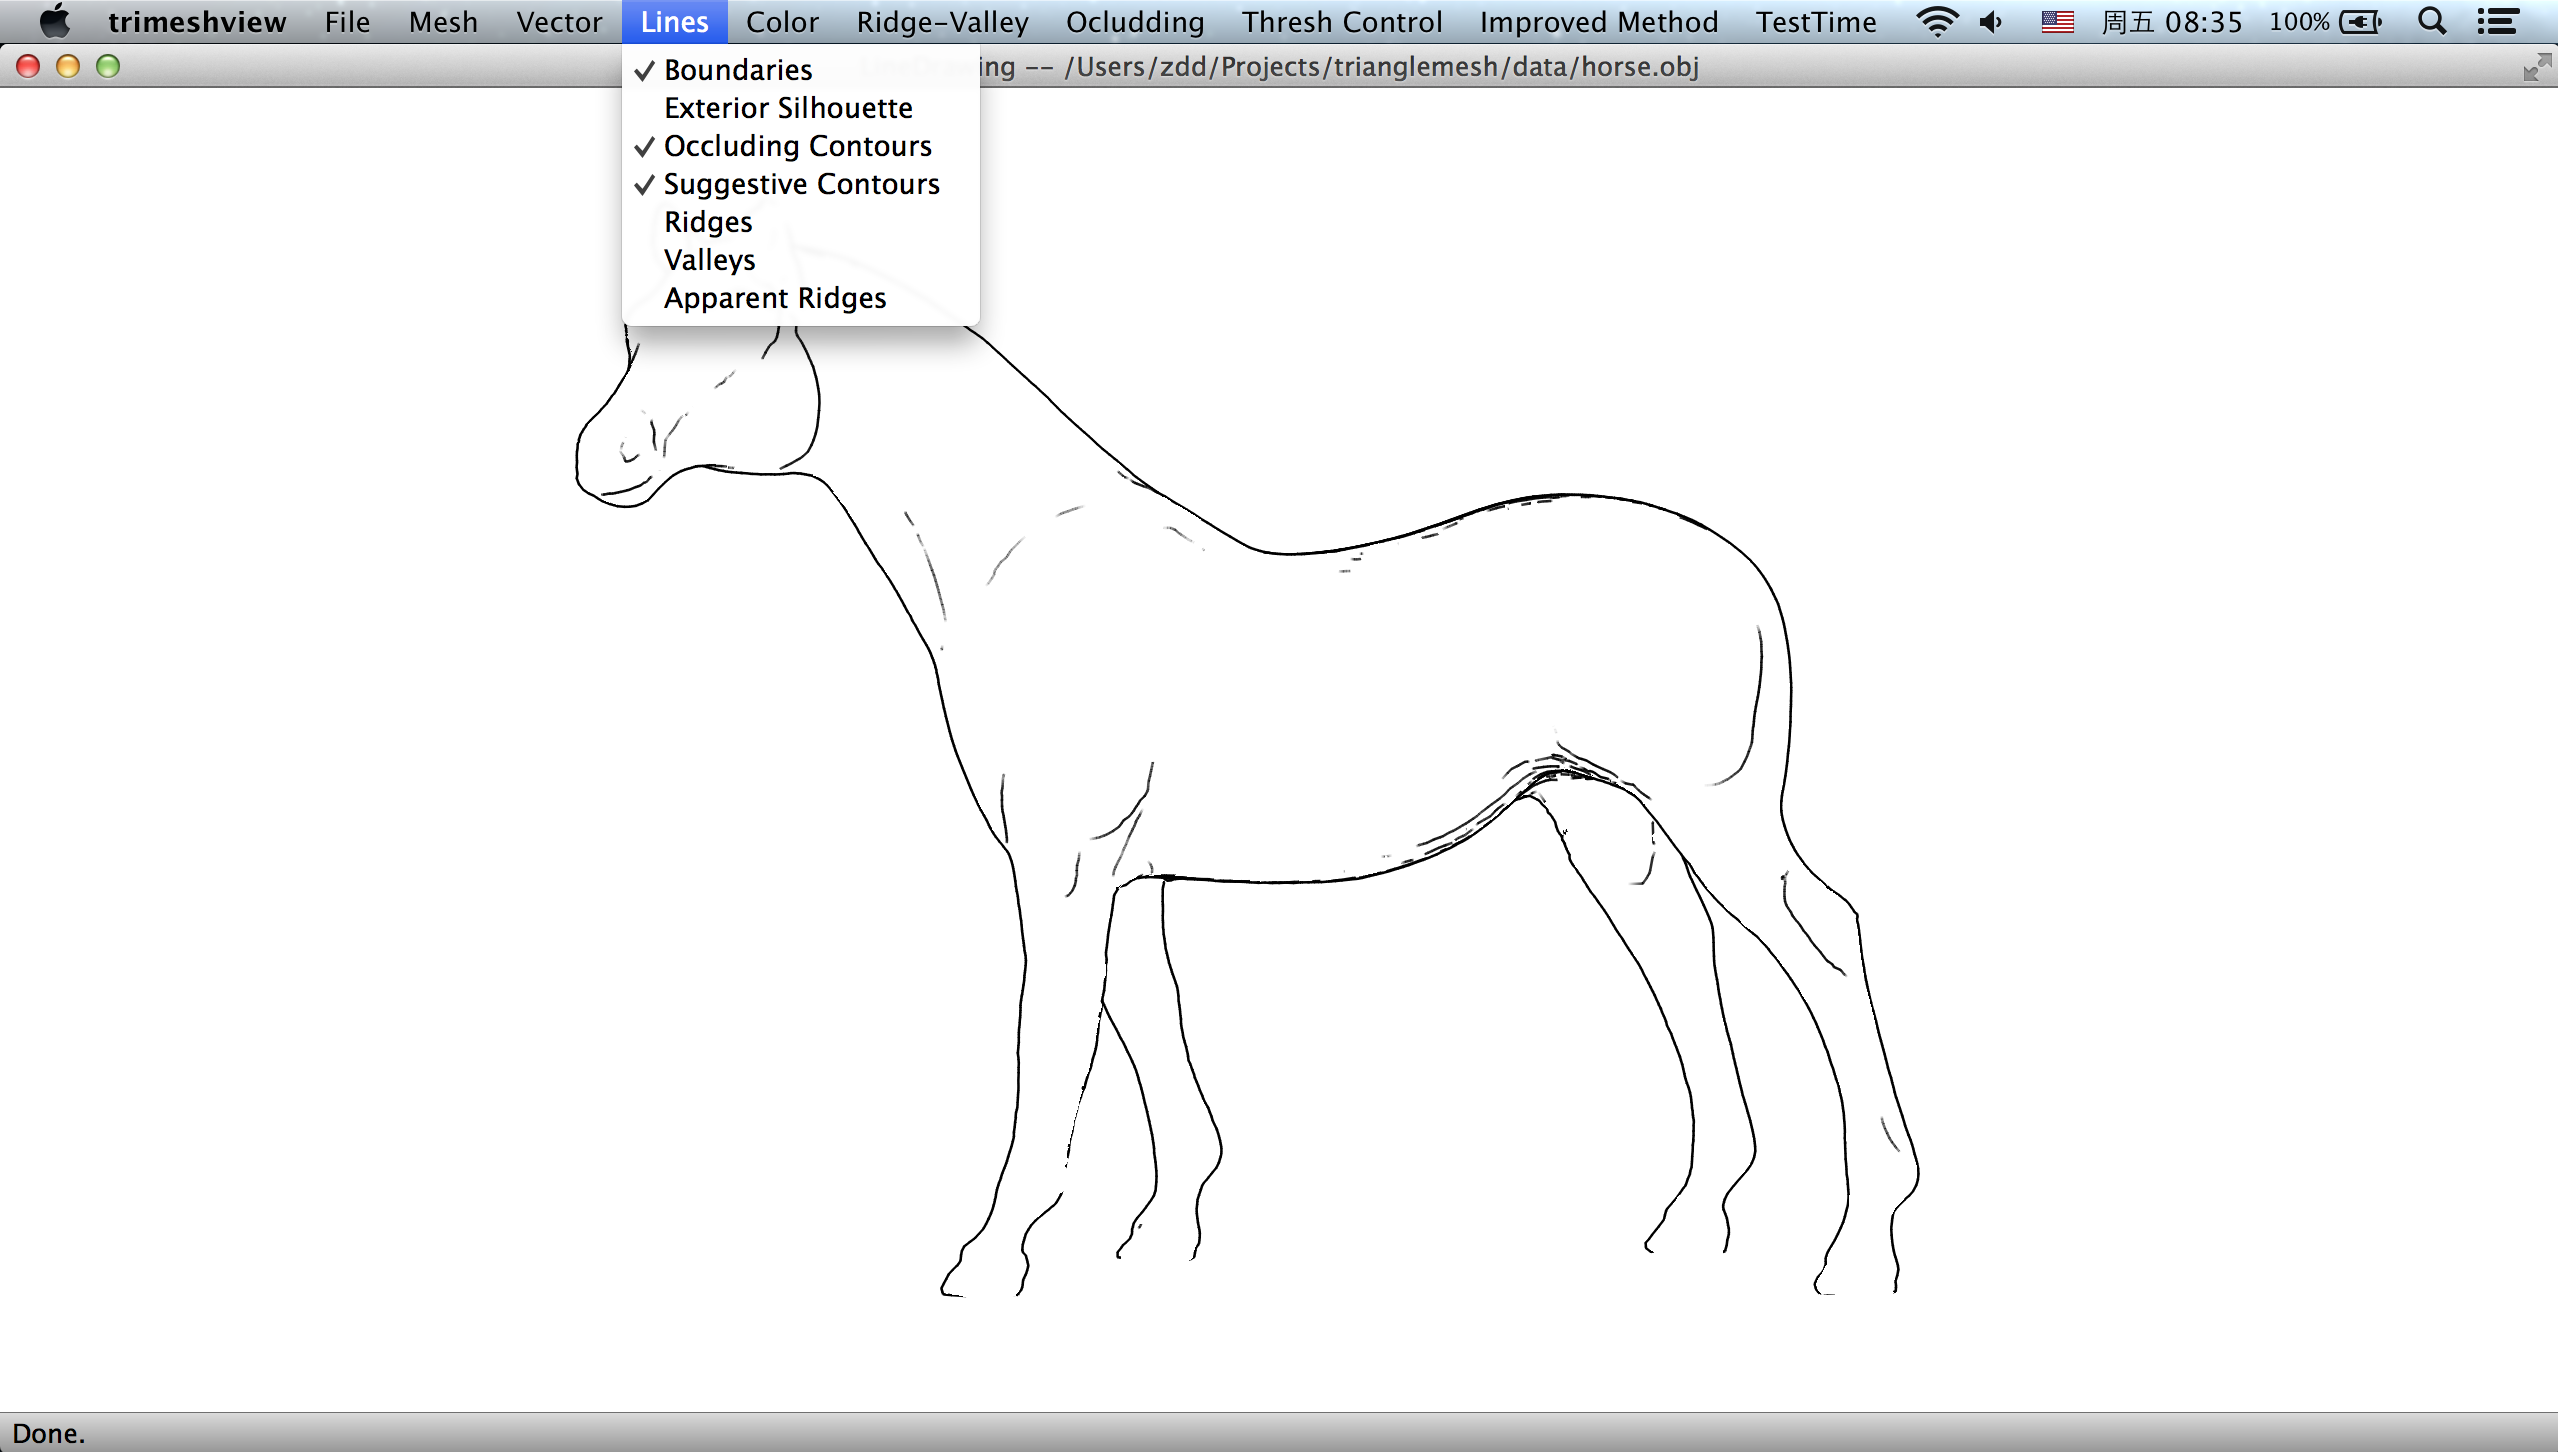 trimeshview File Mesh Vector Lines Color Ridge-Valley Ocludding Thresh Control Improved Method TestTime 周五 08:35 100%
ing -- /Users/zdd/Projects/trianglemesh/data/horse.obj
✓ Boundaries
Exterior Silhouette
✓ Occluding Contours
✓ Suggestive Contours
Ridges
Valleys
Apparent Ridges
Done.